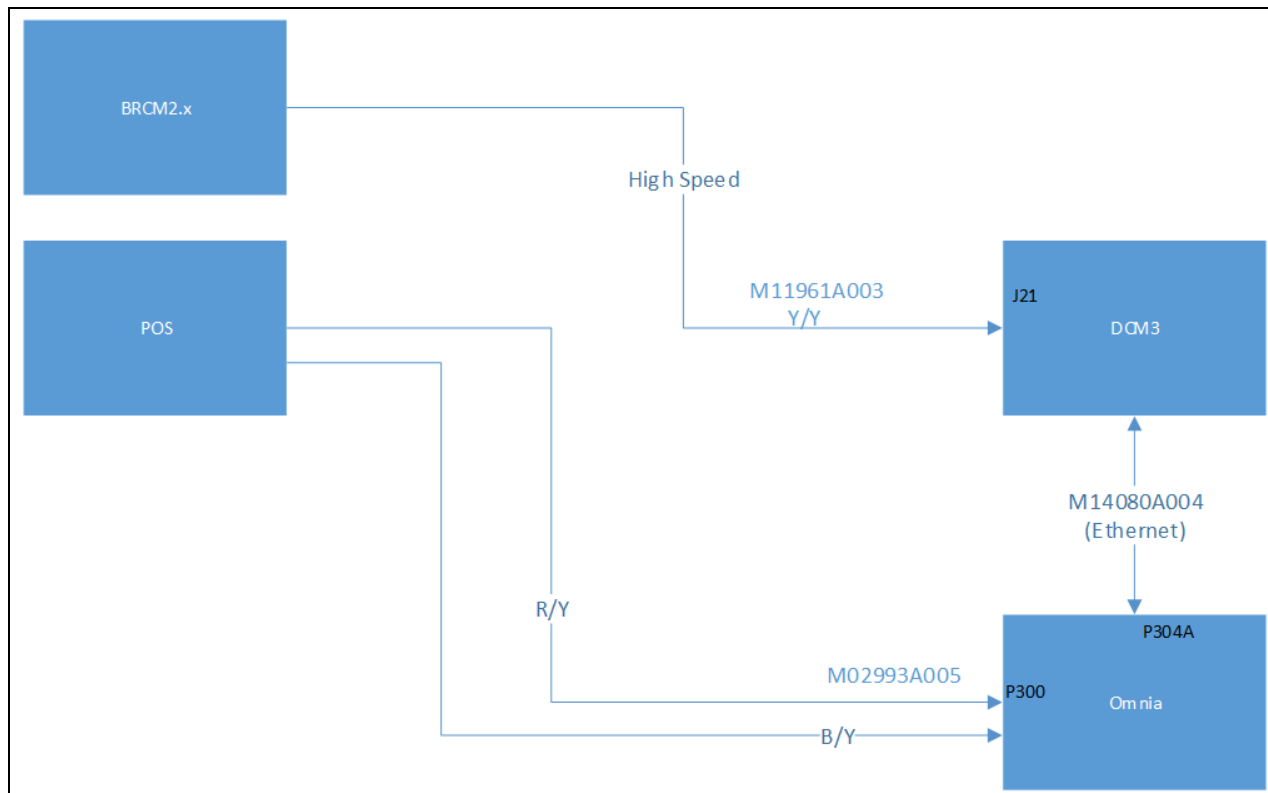 BRCM2.x
High Speed
POS
M11961A003
Y/Y
J21
DCM3
M14080A004
(Ethernet)
R/Y
P304A
M02993A005
P300
Omnia
B/Y